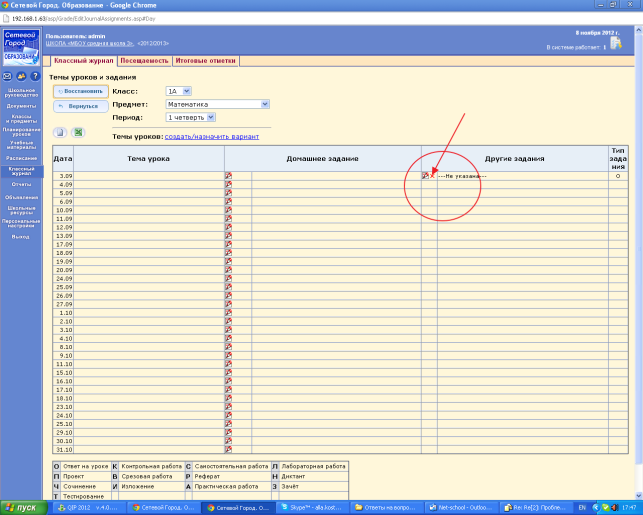 Сетевой Город. Образование - Google Chrome
192.168.1.63/asp/Grade/EditJournalAssignments.asp#Day
Сетевой Город
ОБРАЗОВАНИЕ
Пользователь: admin
ШКОЛА «МБОУ средняя школа 3», <2012/2013>
8 ноября 2012 г.
В системе работает: 1
Школьное руководство
Документы
Классы и предметы
Планирование уроков
Учебные материалы
Расписание
Классный журнал
Отчеты
Объявления
Школьные ресурсы
Персональные настройки
Выход
Классный журнал Посещаемость Итоговые отметки
Темы уроков и задания
Восстановить
Вернуться
Класс: 1А
Предмет: Математика
Период: 1 четверть
Темы уроков: создать/назначить вариант
Дата Тема урока Домашнее задание Другие задания Тип зада ния
3.09 ---Не указана--- О
4.09
5.09
6.09
10.09
11.09
12.09
13.09
17.09
18.09
19.09
20.09
24.09
25.09
26.09
27.09
1.10
2.10
3.10
4.10
8.10
9.10
10.10
11.10
15.10
16.10
17.10
18.10
23.10
24.10
25.10
29.10
30.10
31.10
О Ответ на уроке К Контрольная работа С Самостоятельная работа Л Лабораторная работа
П Проект В Срезовая работа Р Реферат Н Диктант
Ч Сочинение И Изложение А Практическая работа З Зачёт
Т Тестирование
пуск
QIP 2012 v.4.0....
Сетевой Город. О...
Сетевой Город. О...
Skype™ - alla.kost...
Ответы на вопро...
Net-school - Outloo...
Re: Re[2]: Пробле...
EN
17:47